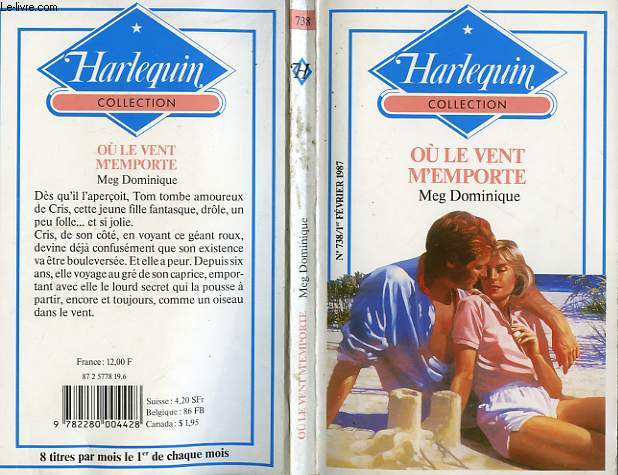 Le-livre.com
Harlequin
COLLECTION
OÙ LE VENT
M'EMPORTE
Meg Dominique
Dès qu'il l'aperçoit, Tom tombe amoureux
de Cris, cette jeune fille fantasque, drôle, un
peu folle... et si jolie.
Cris, de son côté, en voyant ce géant roux,
devine déjà confusément que son existence
va être bouleversée. Et elle a peur. Depuis six
ans, elle voyage au gré de son caprice, empor-
tant avec elle le lourd secret qui la pousse à
partir, encore et toujours, comme un oiseau
dans le vent.
France : 12,00 F
87 2 5778 19.6
9 782280 004428
Suisse : 4,20 SFr
Belgique : 86 FB
Canada : $ 1,95
8 titres par mois le 1er de chaque mois
738
H
Meg Dominique
OÙ LE VENT M'EMPORTE
Harlequin
COLLECTION
OÙ LE VENT
M'EMPORTE
Meg Dominique
N° 738/1er FÉVRIER 1987